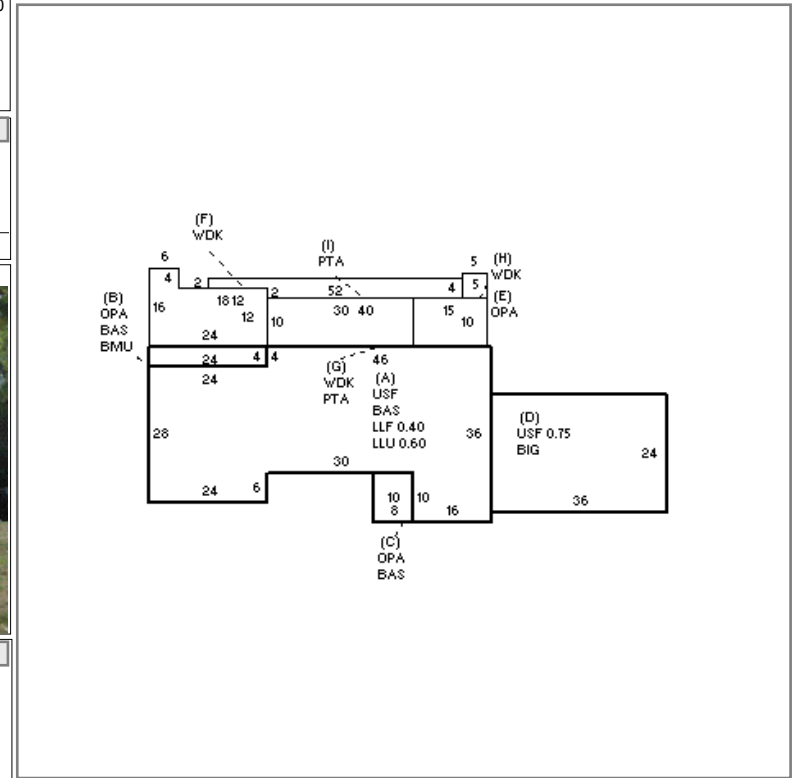 (F)
WDK
6
(I)
PTA
5
(H)
WDK
4
2
2
52
4
5
(B)
OPA
BAS
BMU
16
18 12
12
10
30 40
15
10
(E)
OPA
24
24
4
4
46
24
(G)
WDK
PTA
(A)
USF
BAS
LLF 0.40
LLU 0.60
28
36
(D)
USF 0.75
BIG
24
30
24
6
10
8
10
16
36
(C)
OPA
BAS